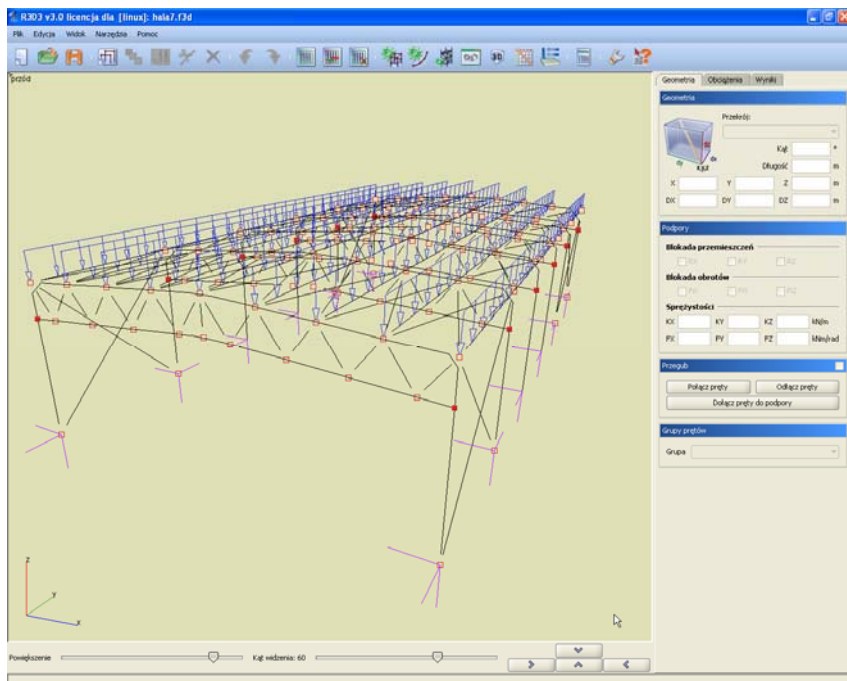 R3D3 v3.0 licencja dla [linux]: hala7.f3d
Plik Edycja Widok Narzędzia Pomoc
przód
Geometria Obciążenia Wyniki
Geometria
Przekrój:
Kąt °
Długość m
X Y Z m
DX DY DZ m
Podpory
Blokada przemieszczeń
Blokada obrotów
Sprężystości
KX KY KZ kN/m
FX FY FZ kNm/rad
Przegub
Połącz pręty Odłącz pręty
Dołącz pręty do podpory
Grupy prętów
Grupa
z
y
x
Powiększenie Kąt widzenia: 60